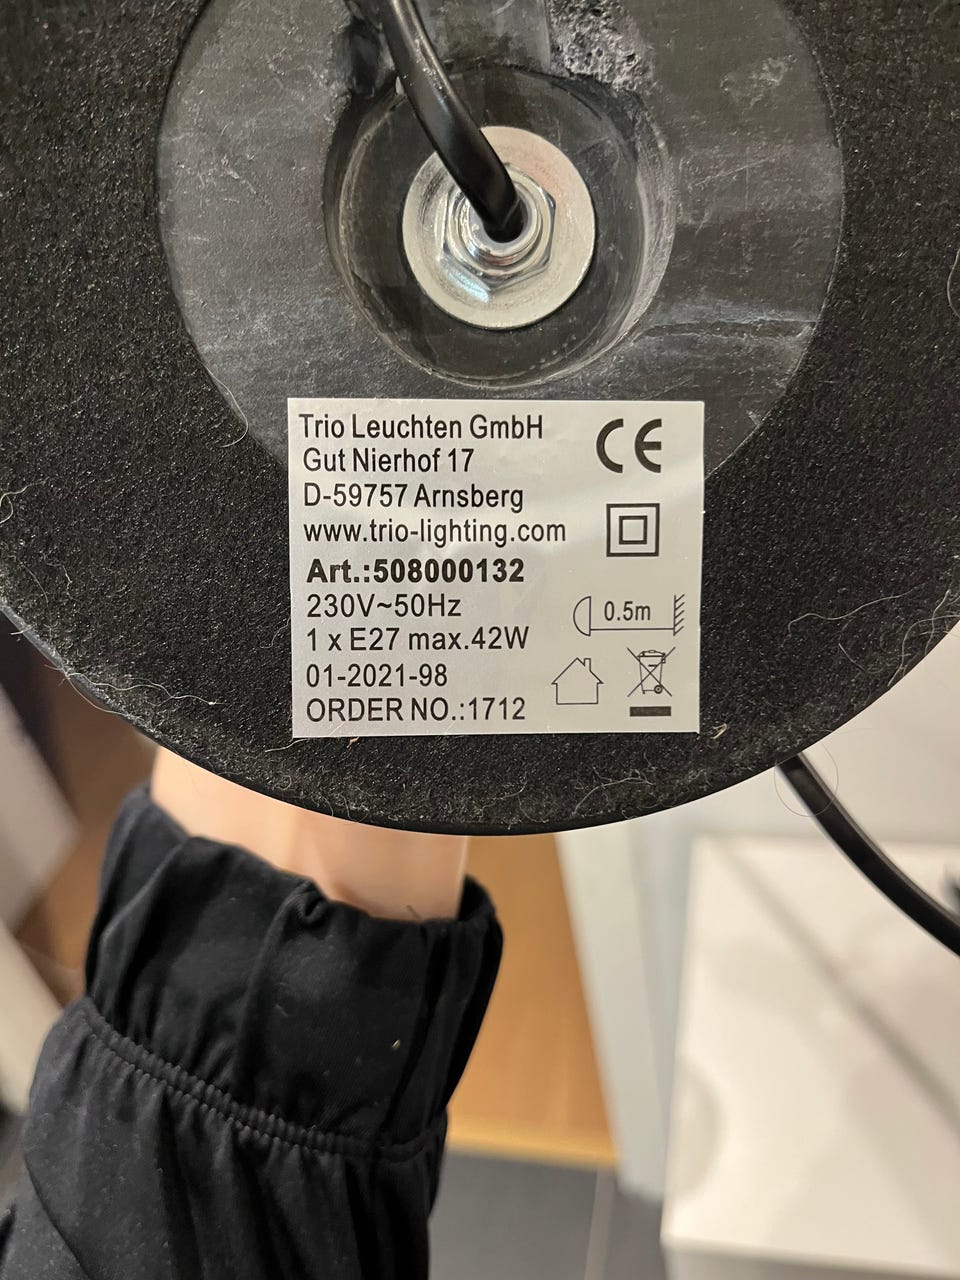 Trio Leuchten GmbH
Gut Nierhof 17
D-59757 Arnsberg
www.trio-lighting.com
Art.:508000132
230V~50Hz
1 x E27 max.42W
01-2021-98
ORDER NO.:1712
CE
0.5m